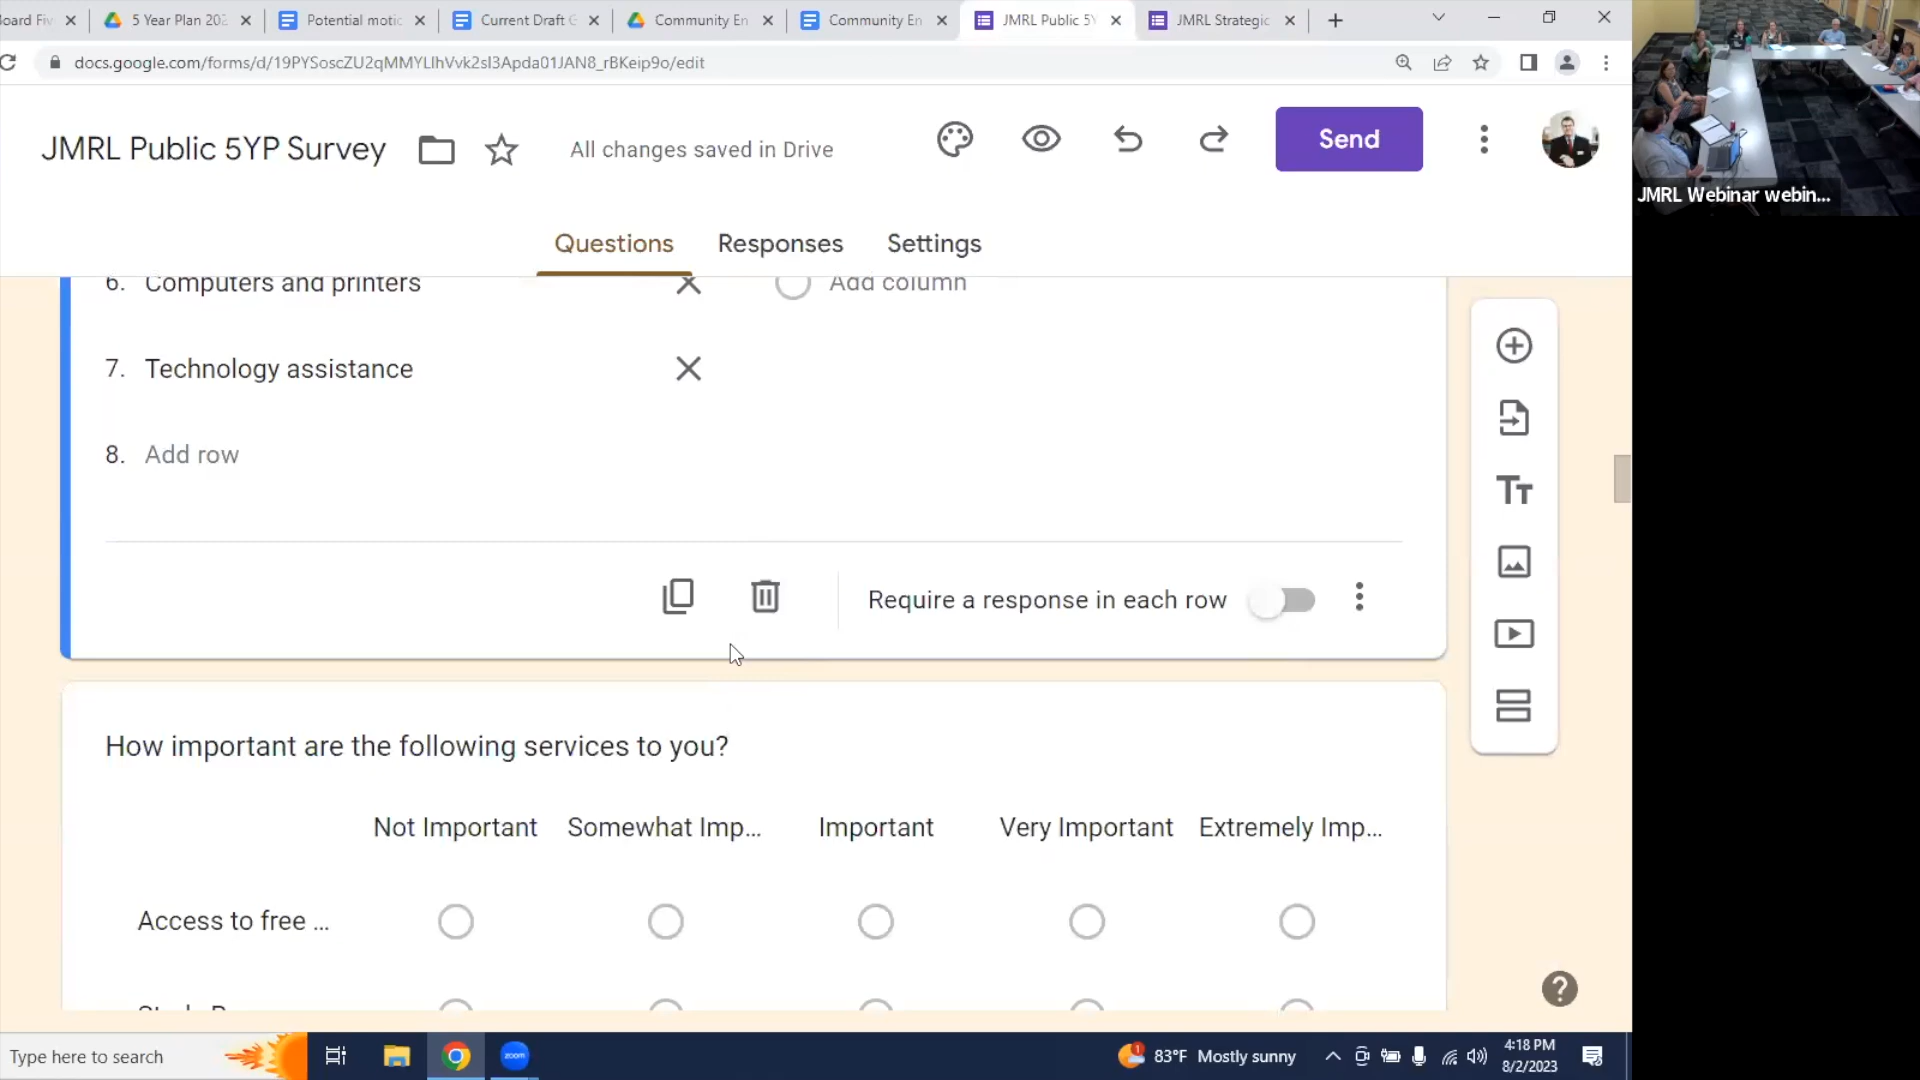 oard Fiv
5 Year Plan 202
Potential motic
Current Draft G
Community En
Community En
JMRL Public 5Y
JMRL Strategic
docs.google.com/forms/d/19PYSoscZU2qMMYLIhVvk2sI3Apda01JAN8_rBKeip9o/edit
JMRL Public 5YP Survey
All changes saved in Drive
Send
JMRL Webinar webin...
Questions
Responses
Settings
6. Computers and printers
Add column
7. Technology assistance
8. Add row
Require a response in each row
How important are the following services to you?
Not Important
Somewhat Imp...
Important
Very Important
Extremely Imp...
Access to free ...
Type here to search
zoom
1
83°F Mostly sunny
4:18 PM
8/2/2023